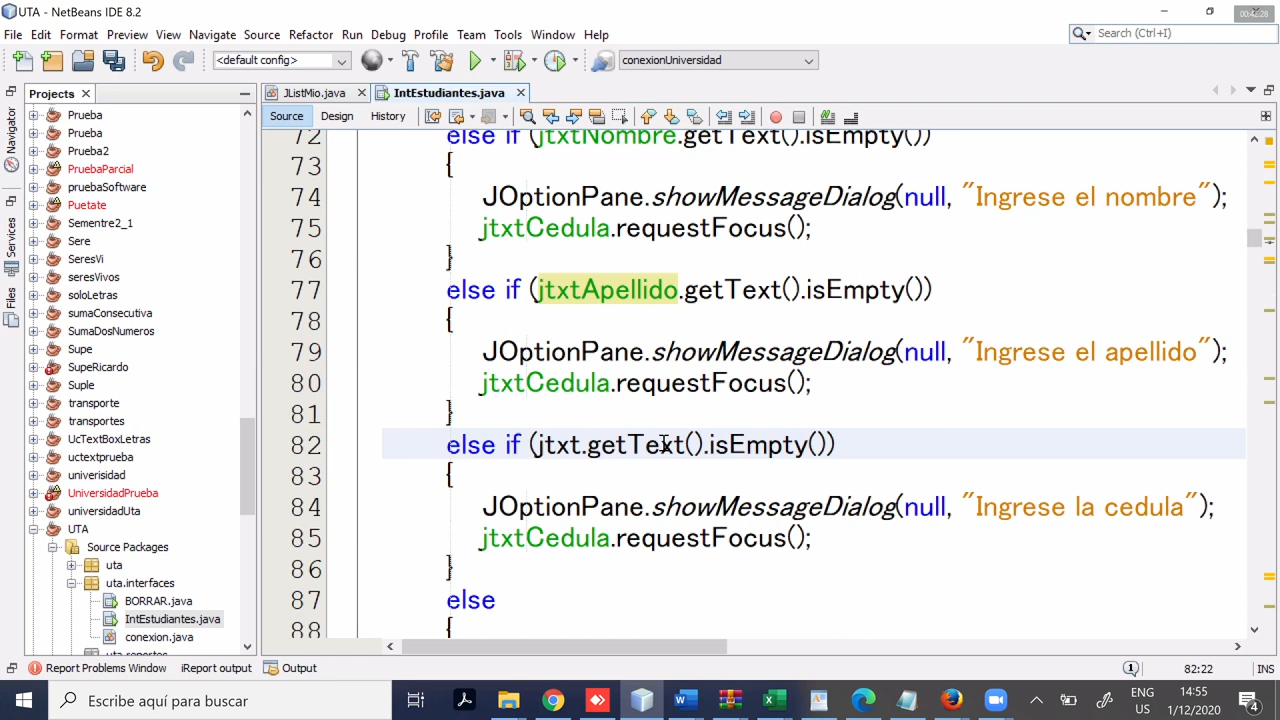 UTA - NetBeans IDE 8.2
00:42:28
File Edit Format Preview View Navigate Source Refactor Run Debug Profile Team Tools Window Help
Search (Ctrl+I)
<default config>
conexionUniversidad
Projects
JListMio.java
IntEstudiantes.java
Source Design History
Navigator
Services
Files
Prueba
Prueba
Prueba2
PruebaParcial
pruebaSoftware
Puetate
Sementre2_1
Sere
SeresVi
seresVivos
soloLetras
sumaConsecutiva
SumaDosNumeros
Supe
SupeRicardo
Suple
transporte
transportes
UcTextBoxLetras
uctextprueba
univerisidad
UniversidadPrueba
universidadUta
UTA
Source Packages
uta
uta.interfaces
BORRAR.java
IntEstudiantes.java
conexion.java
uta.reportes
72 else if (jtxtNombre.getText().isEmpty())
73 {
74 JOptionPane.showMessageDialog(null, "Ingrese el nombre");
75 jtxtCedula.requestFocus();
76 }
77 else if (jtxtApellido.getText().isEmpty())
78 {
79 JOptionPane.showMessageDialog(null, "Ingrese el apellido");
80 jtxtCedula.requestFocus();
81 }
82 else if (jtxt.getText().isEmpty())
83 {
84 JOptionPane.showMessageDialog(null, "Ingrese la cedula");
85 jtxtCedula.requestFocus();
86 }
87 else
88 {
Report Problems Window iReport output Output
1
82:22 INS
Escribe aquí para buscar
ENG
US
14:55
1/12/2020
4